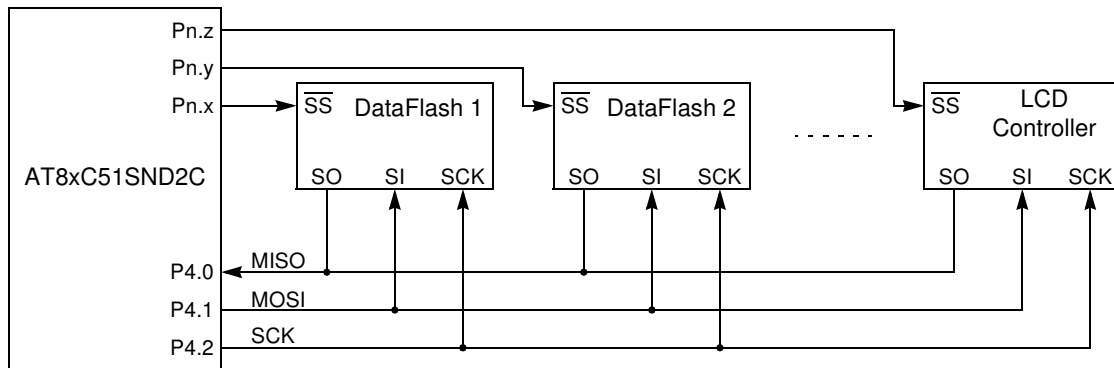 Pn.z
Pn.y
Pn.x
SS DataFlash 1
SS DataFlash 2
SS LCD
Controller
AT8xC51SND2C
SO SI SCK
SO SI SCK
SO SI SCK
P4.0 MISO
P4.1 MOSI
P4.2 SCK